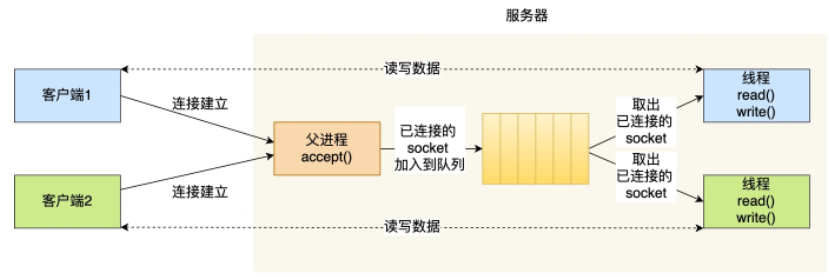 服务器
读写数据
客户端1
连接建立
父进程
accept()
已连接的
socket
加入到队列
取出
已连接的
socket
线程
read()
write()
客户端2
连接建立
取出
已连接的
socket
线程
read()
write()
读写数据